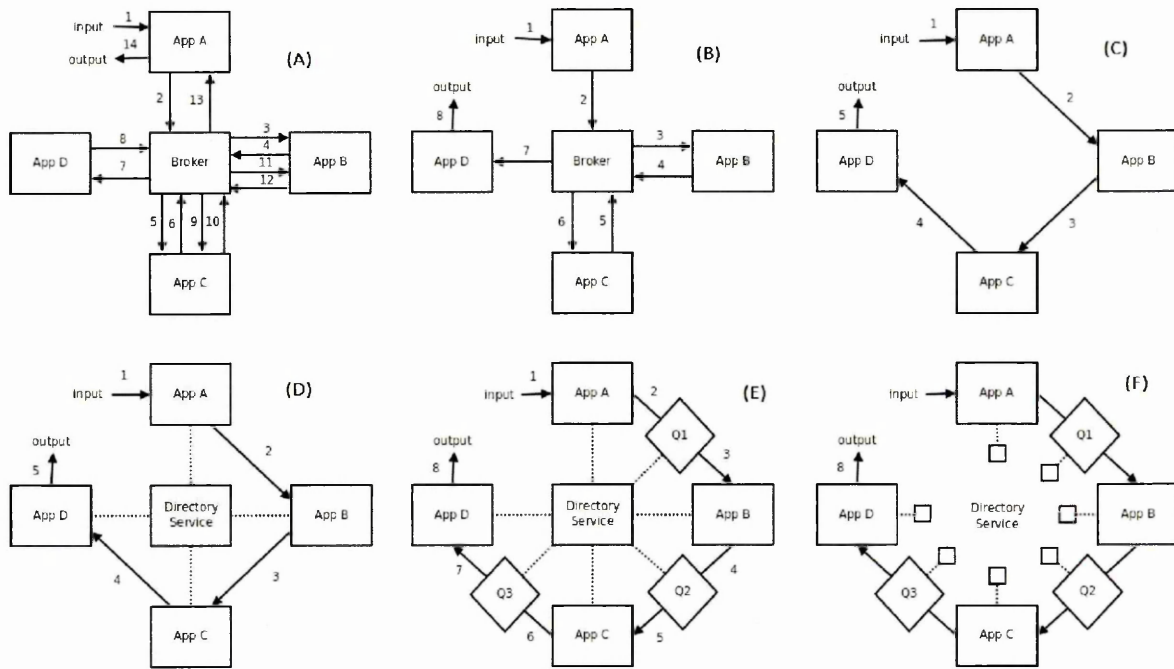 input
1
App A
14
output
(A)
2
13
App D
8
7
Broker
3
4
11
12
App B
5
6
9
10
App C
input
1
App A
(B)
2
output
8
App D
7
Broker
3
4
App B
6
5
App C
input
1
App A
(C)
2
output
5
App D
App B
4
3
App C
input
1
App A
(D)
output
2
5
App D
Directory
Service
App B
4
3
App C
input
1
App A
2
(E)
Q1
output
3
8
App D
Directory
Service
App B
7
4
Q3
Q2
6
5
App C
input
App A
(F)
Q1
output
8
App D
Directory
Service
App B
Q3
Q2
App C